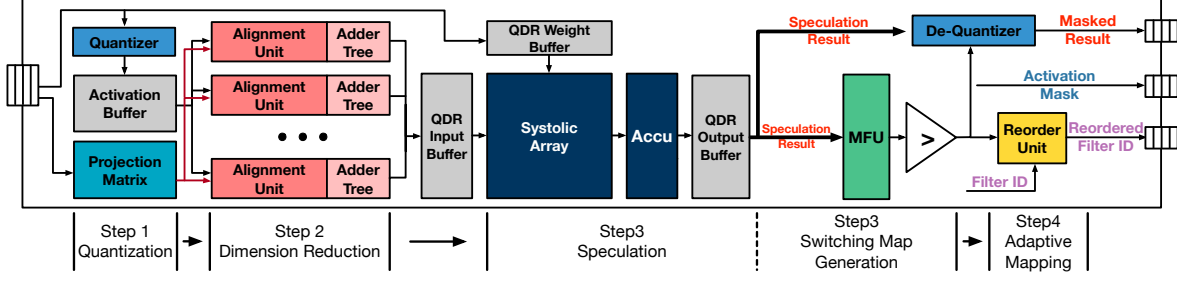 Quantizer
Activation
Buffer
Projection
Matrix
Alignment
Unit
Adder
Tree
Alignment
Unit
Adder
Tree
Alignment
Unit
Adder
Tree
QDR
Input
Buffer
QDR Weight
Buffer
Systolic
Array
Accu
QDR
Output
Buffer
Speculation
Result
Speculation
Result
MFU
>
De-Quantizer
Masked
Result
Activation
Mask
Reorder
Unit
Reordered
Filter ID
Filter ID
Step 1
Quantization
Step 2
Dimension Reduction
Step3
Speculation
Step3
Switching Map
Generation
Step4
Adaptive
Mapping